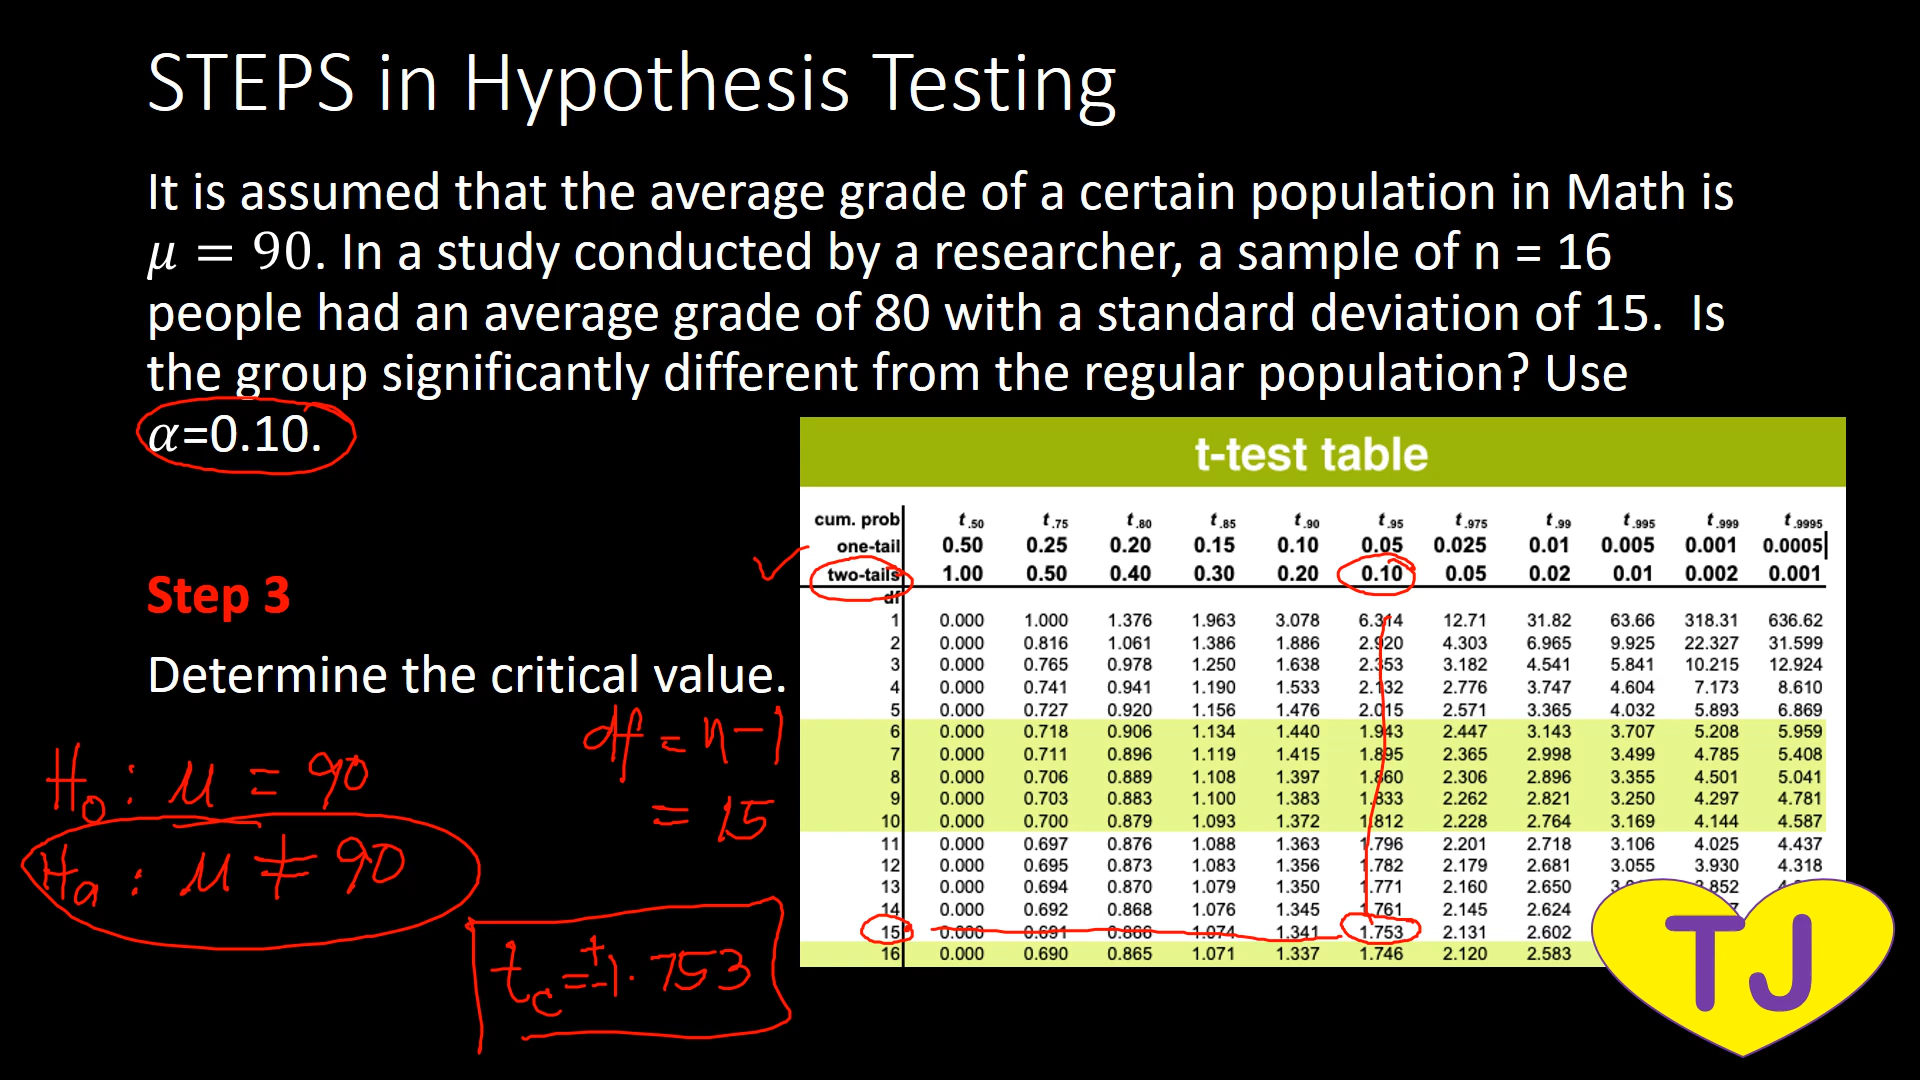 STEPS in Hypothesis Testing
It is assumed that the average grade of a certain population in Math is
𝜇 = 90. In a study conducted by a researcher, a sample of n = 16
people had an average grade of 80 with a standard deviation of 15. Is
the group significantly different from the regular population? Use
𝛼=0.10.
Step 3
Determine the critical value.
df = n-1
= 15
H₀ : μ = 90
Hₐ : μ ≠ 90
t_c = ±1.753
t-test table
cum. prob t.50 t.75 t.80 t.85 t.90 t.95 t.975 t.99 t.995 t.999 t.9995
one-tail 0.50 0.25 0.20 0.15 0.10 0.05 0.025 0.01 0.005 0.001 0.0005
two-tails 1.00 0.50 0.40 0.30 0.20 0.10 0.05 0.02 0.01 0.002 0.001
df
1 0.000 1.000 1.376 1.963 3.078 6.314 12.71 31.82 63.66 318.31 636.62
2 0.000 0.816 1.061 1.386 1.886 2.920 4.303 6.965 9.925 22.327 31.599
3 0.000 0.765 0.978 1.250 1.638 2.353 3.182 4.541 5.841 10.215 12.924
4 0.000 0.741 0.941 1.190 1.533 2.132 2.776 3.747 4.604 7.173 8.610
5 0.000 0.727 0.920 1.156 1.476 2.015 2.571 3.365 4.032 5.893 6.869
6 0.000 0.718 0.906 1.134 1.440 1.943 2.447 3.143 3.707 5.208 5.959
7 0.000 0.711 0.896 1.119 1.415 1.895 2.365 2.998 3.499 4.785 5.408
8 0.000 0.706 0.889 1.108 1.397 1.860 2.306 2.896 3.355 4.501 5.041
9 0.000 0.703 0.883 1.100 1.383 1.833 2.262 2.821 3.250 4.297 4.781
10 0.000 0.700 0.879 1.093 1.372 1.812 2.228 2.764 3.169 4.144 4.587
11 0.000 0.697 0.876 1.088 1.363 1.796 2.201 2.718 3.106 4.025 4.437
12 0.000 0.695 0.873 1.083 1.356 1.782 2.179 2.681 3.055 3.930 4.318
13 0.000 0.694 0.870 1.079 1.350 1.771 2.160 2.650
14 0.000 0.692 0.868 1.076 1.345 1.761 2.145 2.624
15 0.000 0.691 0.866 1.074 1.341 1.753 2.131 2.602
16 0.000 0.690 0.865 1.071 1.337 1.746 2.120 2.583
TJ